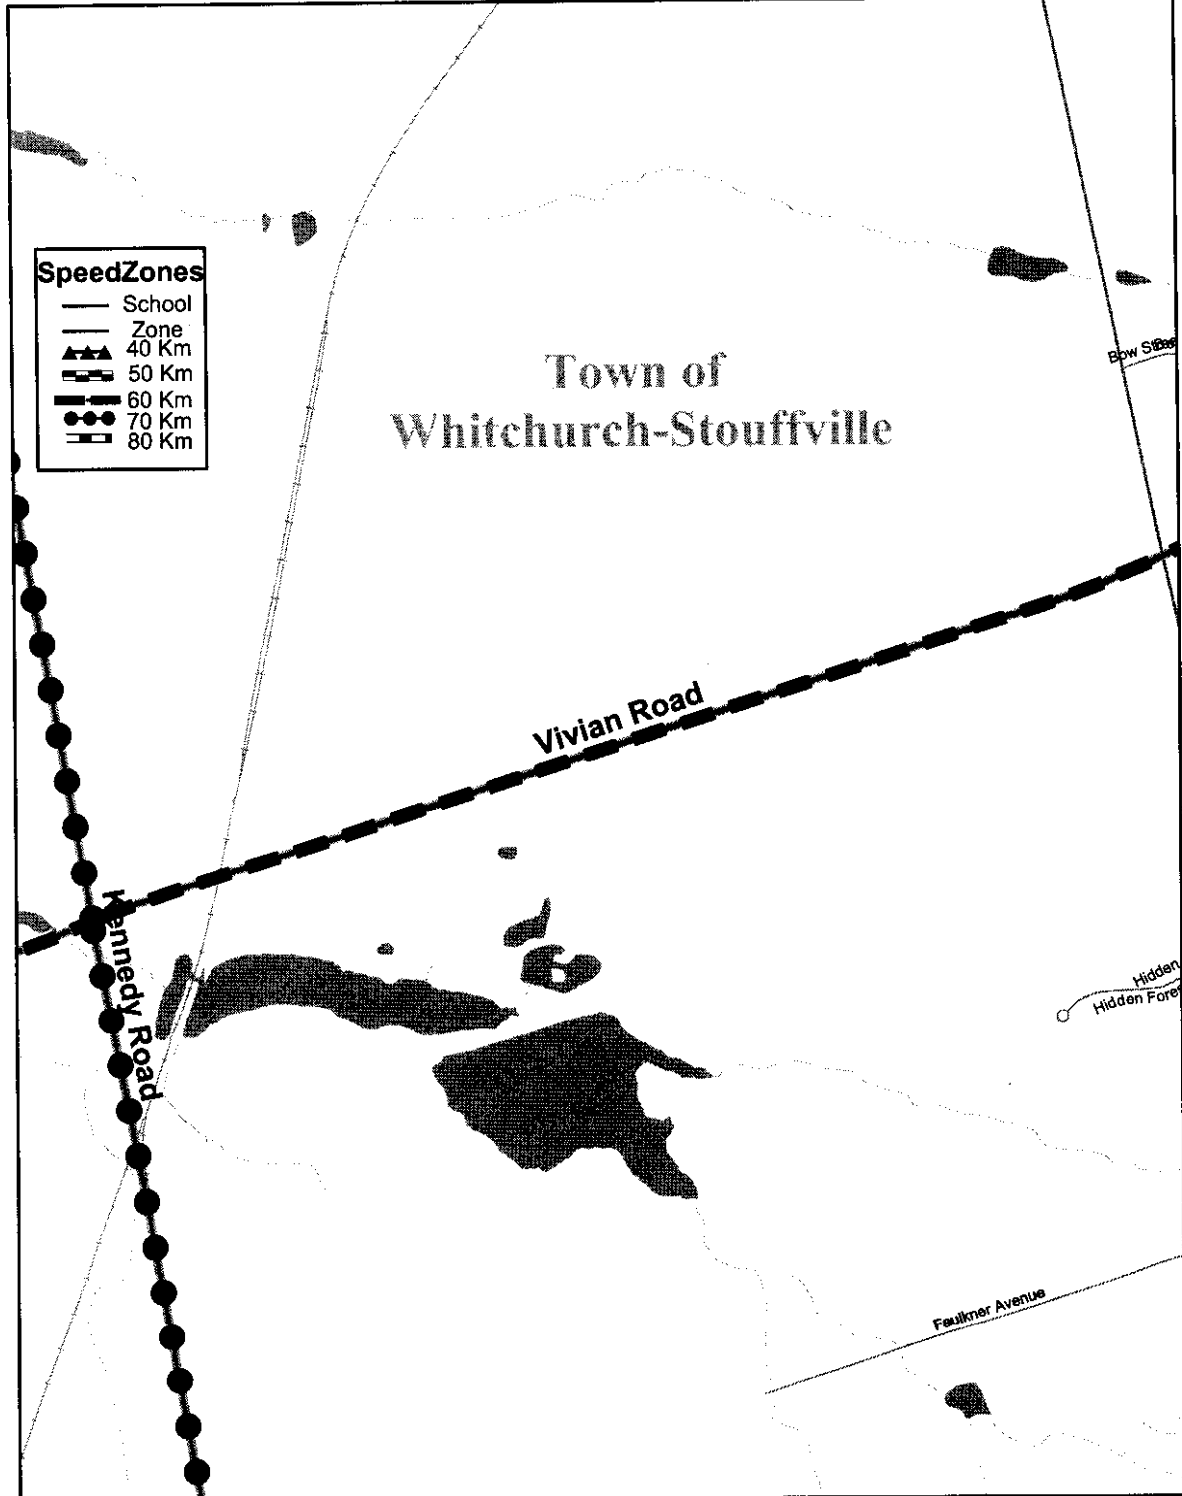 SpeedZones
School
Zone
40 Km
50 Km
60 Km
70 Km
80 Km
Town of
Whitchurch-Stouffville
Bow
Vivian Road
Kennedy Road
Hidden
Hidden Fores
Faulkner Avenue